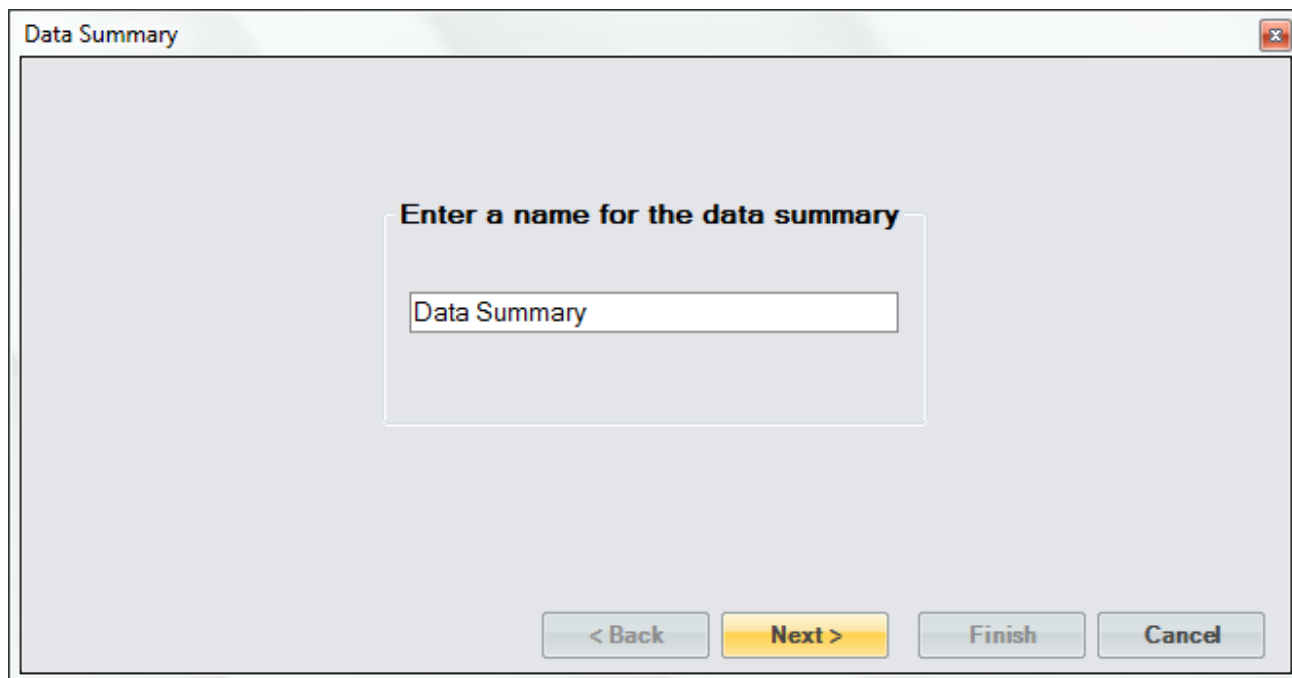 Data Summary
Enter a name for the data summary
Data Summary
< Back Next > Finish Cancel